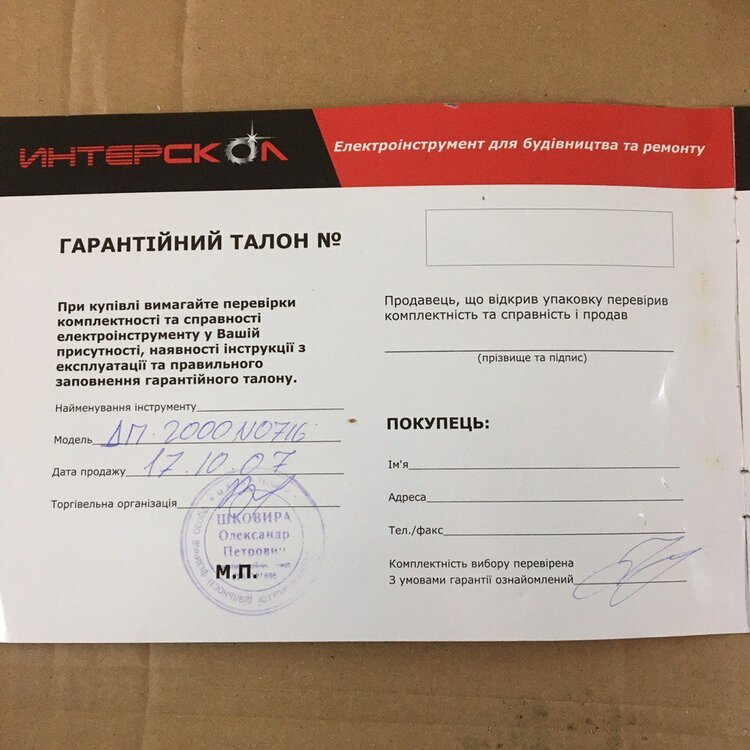 ИНТЕРСКОЛ
Електроінструмент для будівництва та ремонту
ГАРАНТІЙНИЙ ТАЛОН №
При купівлі вимагайте перевірки
комплектності та справності
електроінструменту у Вашій
присутності, наявності інструкції з
експлуатації та правильного
заповнення гарантійного талону.
Найменування інструменту
Модель ДП-2000 N0716
Дата продажу 17.10.07
Торгівельна організація
ШКОВИРА
Олександр
Петрович
М.П.
Продавець, що відкрив упаковку перевірив
комплектність та справність і продав
(прізвище та підпис)
ПОКУПЕЦЬ:
Ім'я
Адреса
Тел./факс
Комплектність вибору перевірена
З умовами гарантії ознайомлений